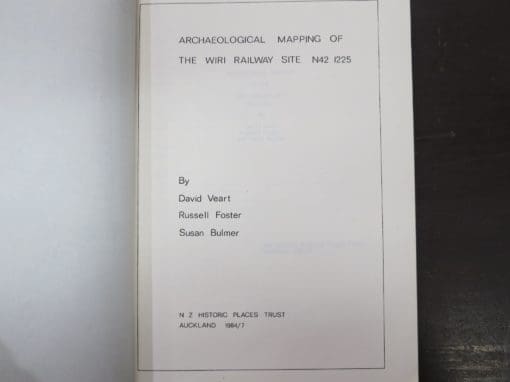 ARCHAEOLOGICAL MAPPING OF
THE WIRI RAILWAY SITE N42 1225
By
David Veart
Russell Foster
Susan Bulmer
N Z HISTORIC PLACES TRUST
AUCKLAND 1984/7